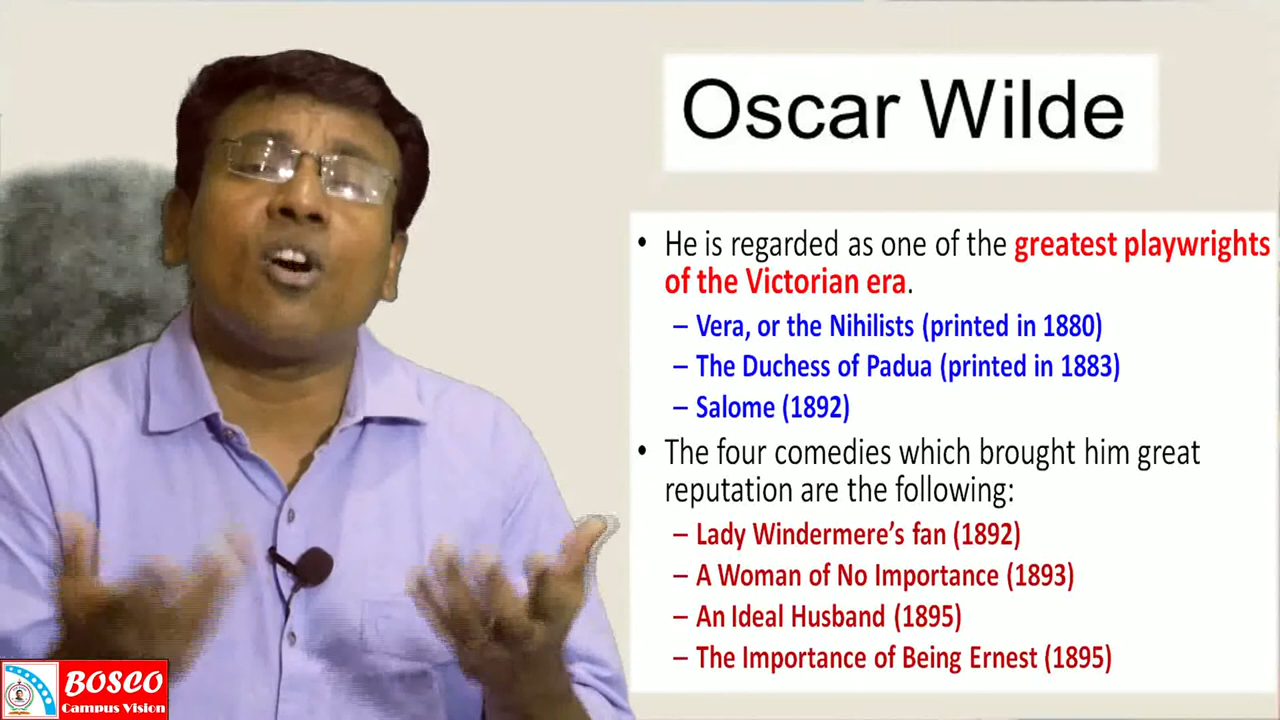 Oscar Wilde
• He is regarded as one of the greatest playwrights
of the Victorian era.
– Vera, or the Nihilists (printed in 1880)
– The Duchess of Padua (printed in 1883)
– Salome (1892)
• The four comedies which brought him great
reputation are the following:
– Lady Windermere’s fan (1892)
– A Woman of No Importance (1893)
– An Ideal Husband (1895)
– The Importance of Being Ernest (1895)
BOSCO
Campus Vision